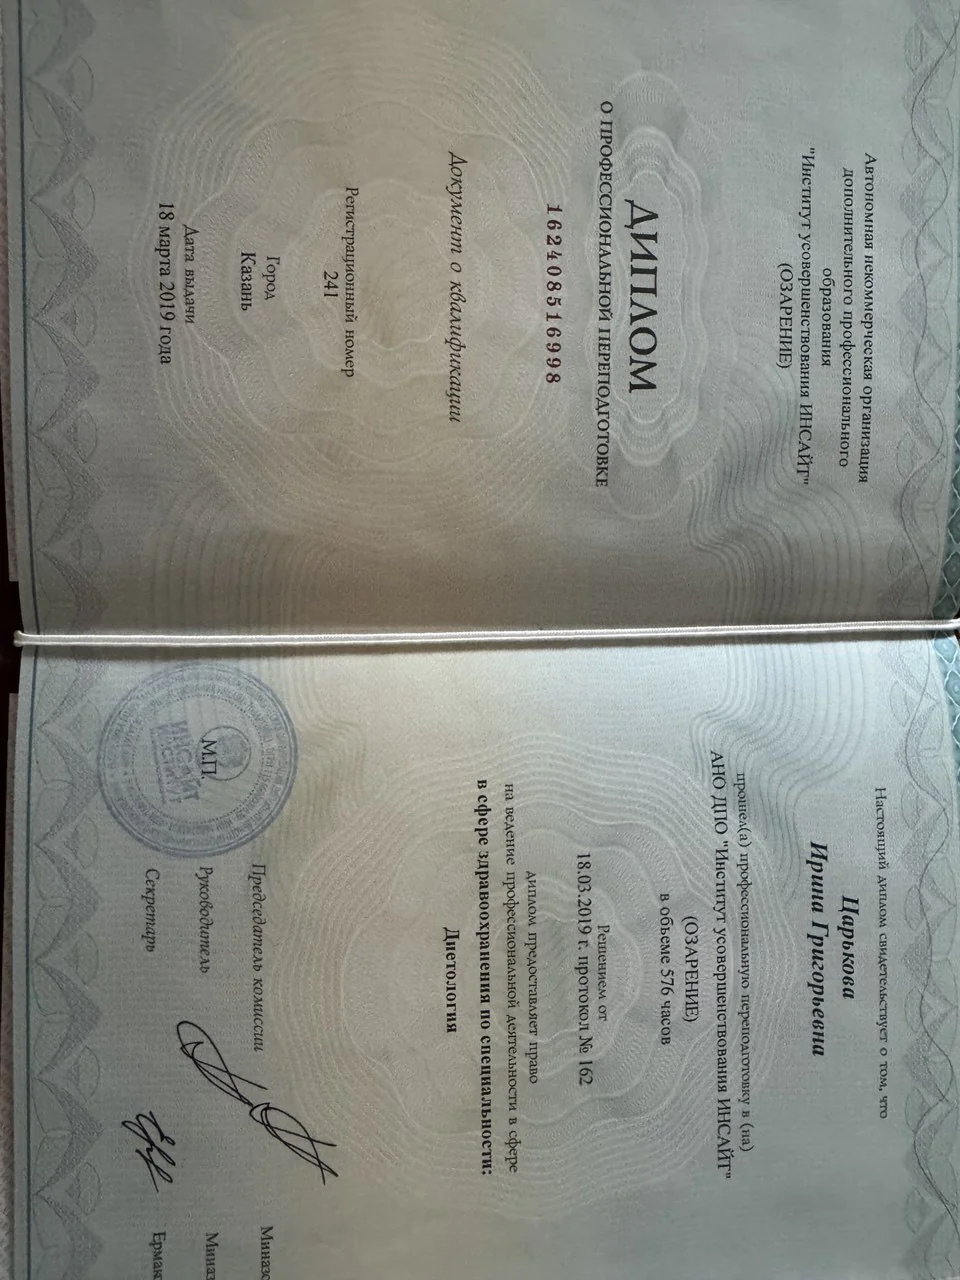 Автономная некоммерческая организация
дополнительного профессионального
образования
"Институт усовершенствования ИНСАЙТ"
(ОЗАРЕНИЕ)
ДИПЛОМ
О ПРОФЕССИОНАЛЬНОЙ ПЕРЕПОДГОТОВКЕ
162408516998
Документ о квалификации
Регистрационный номер
241
Город
Казань
Дата выдачи
18 марта 2019 года
Настоящий диплом свидетельствует о том, что
Царькова
Ирина Григорьевна
прошел(а) профессиональную переподготовку в (на)
АНО ДПО "Институт усовершенствования ИНСАЙТ"
(ОЗАРЕНИЕ)
в объеме 576 часов
Решением от
18.03.2019 г. протокол № 162
диплом предоставляет право
на ведение профессиональной деятельности в сфере
в сфере здравоохранения по специальности:
Диетология
Председатель комиссии
Руководитель
М.П.
Секретарь